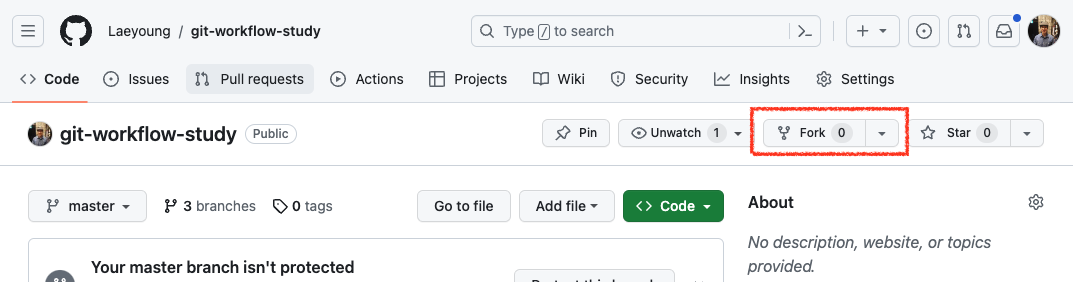 Laeyoung / git-workflow-study
Type / to search
Code Issues Pull requests Actions Projects Wiki Security Insights Settings
git-workflow-study Public Pin Unwatch 1 Fork 0 Star 0
master 3 branches 0 tags Go to file Add file Code
About
No description, website, or topics
provided.
Your master branch isn't protected